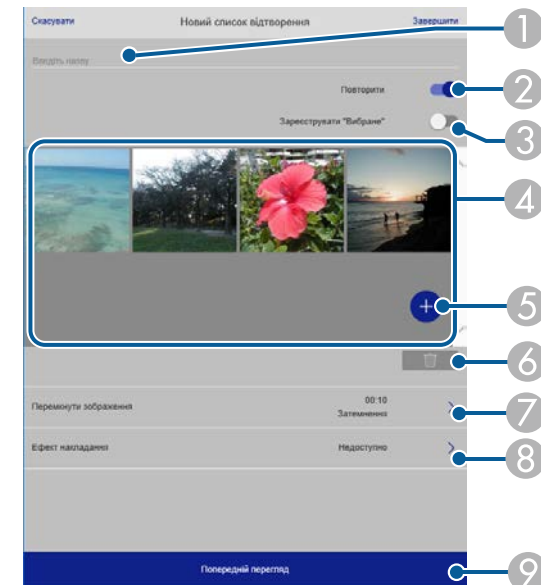 Скасувати Новий список відтворення Завершити
1
Введіть назву
Повторити
2
Зареєструвати "Вибране"
3
4
5
6
Перемкнути зображення 00:10
Затемнення
7
Ефект накладання Недоступно
8
Попередній перегляд
9